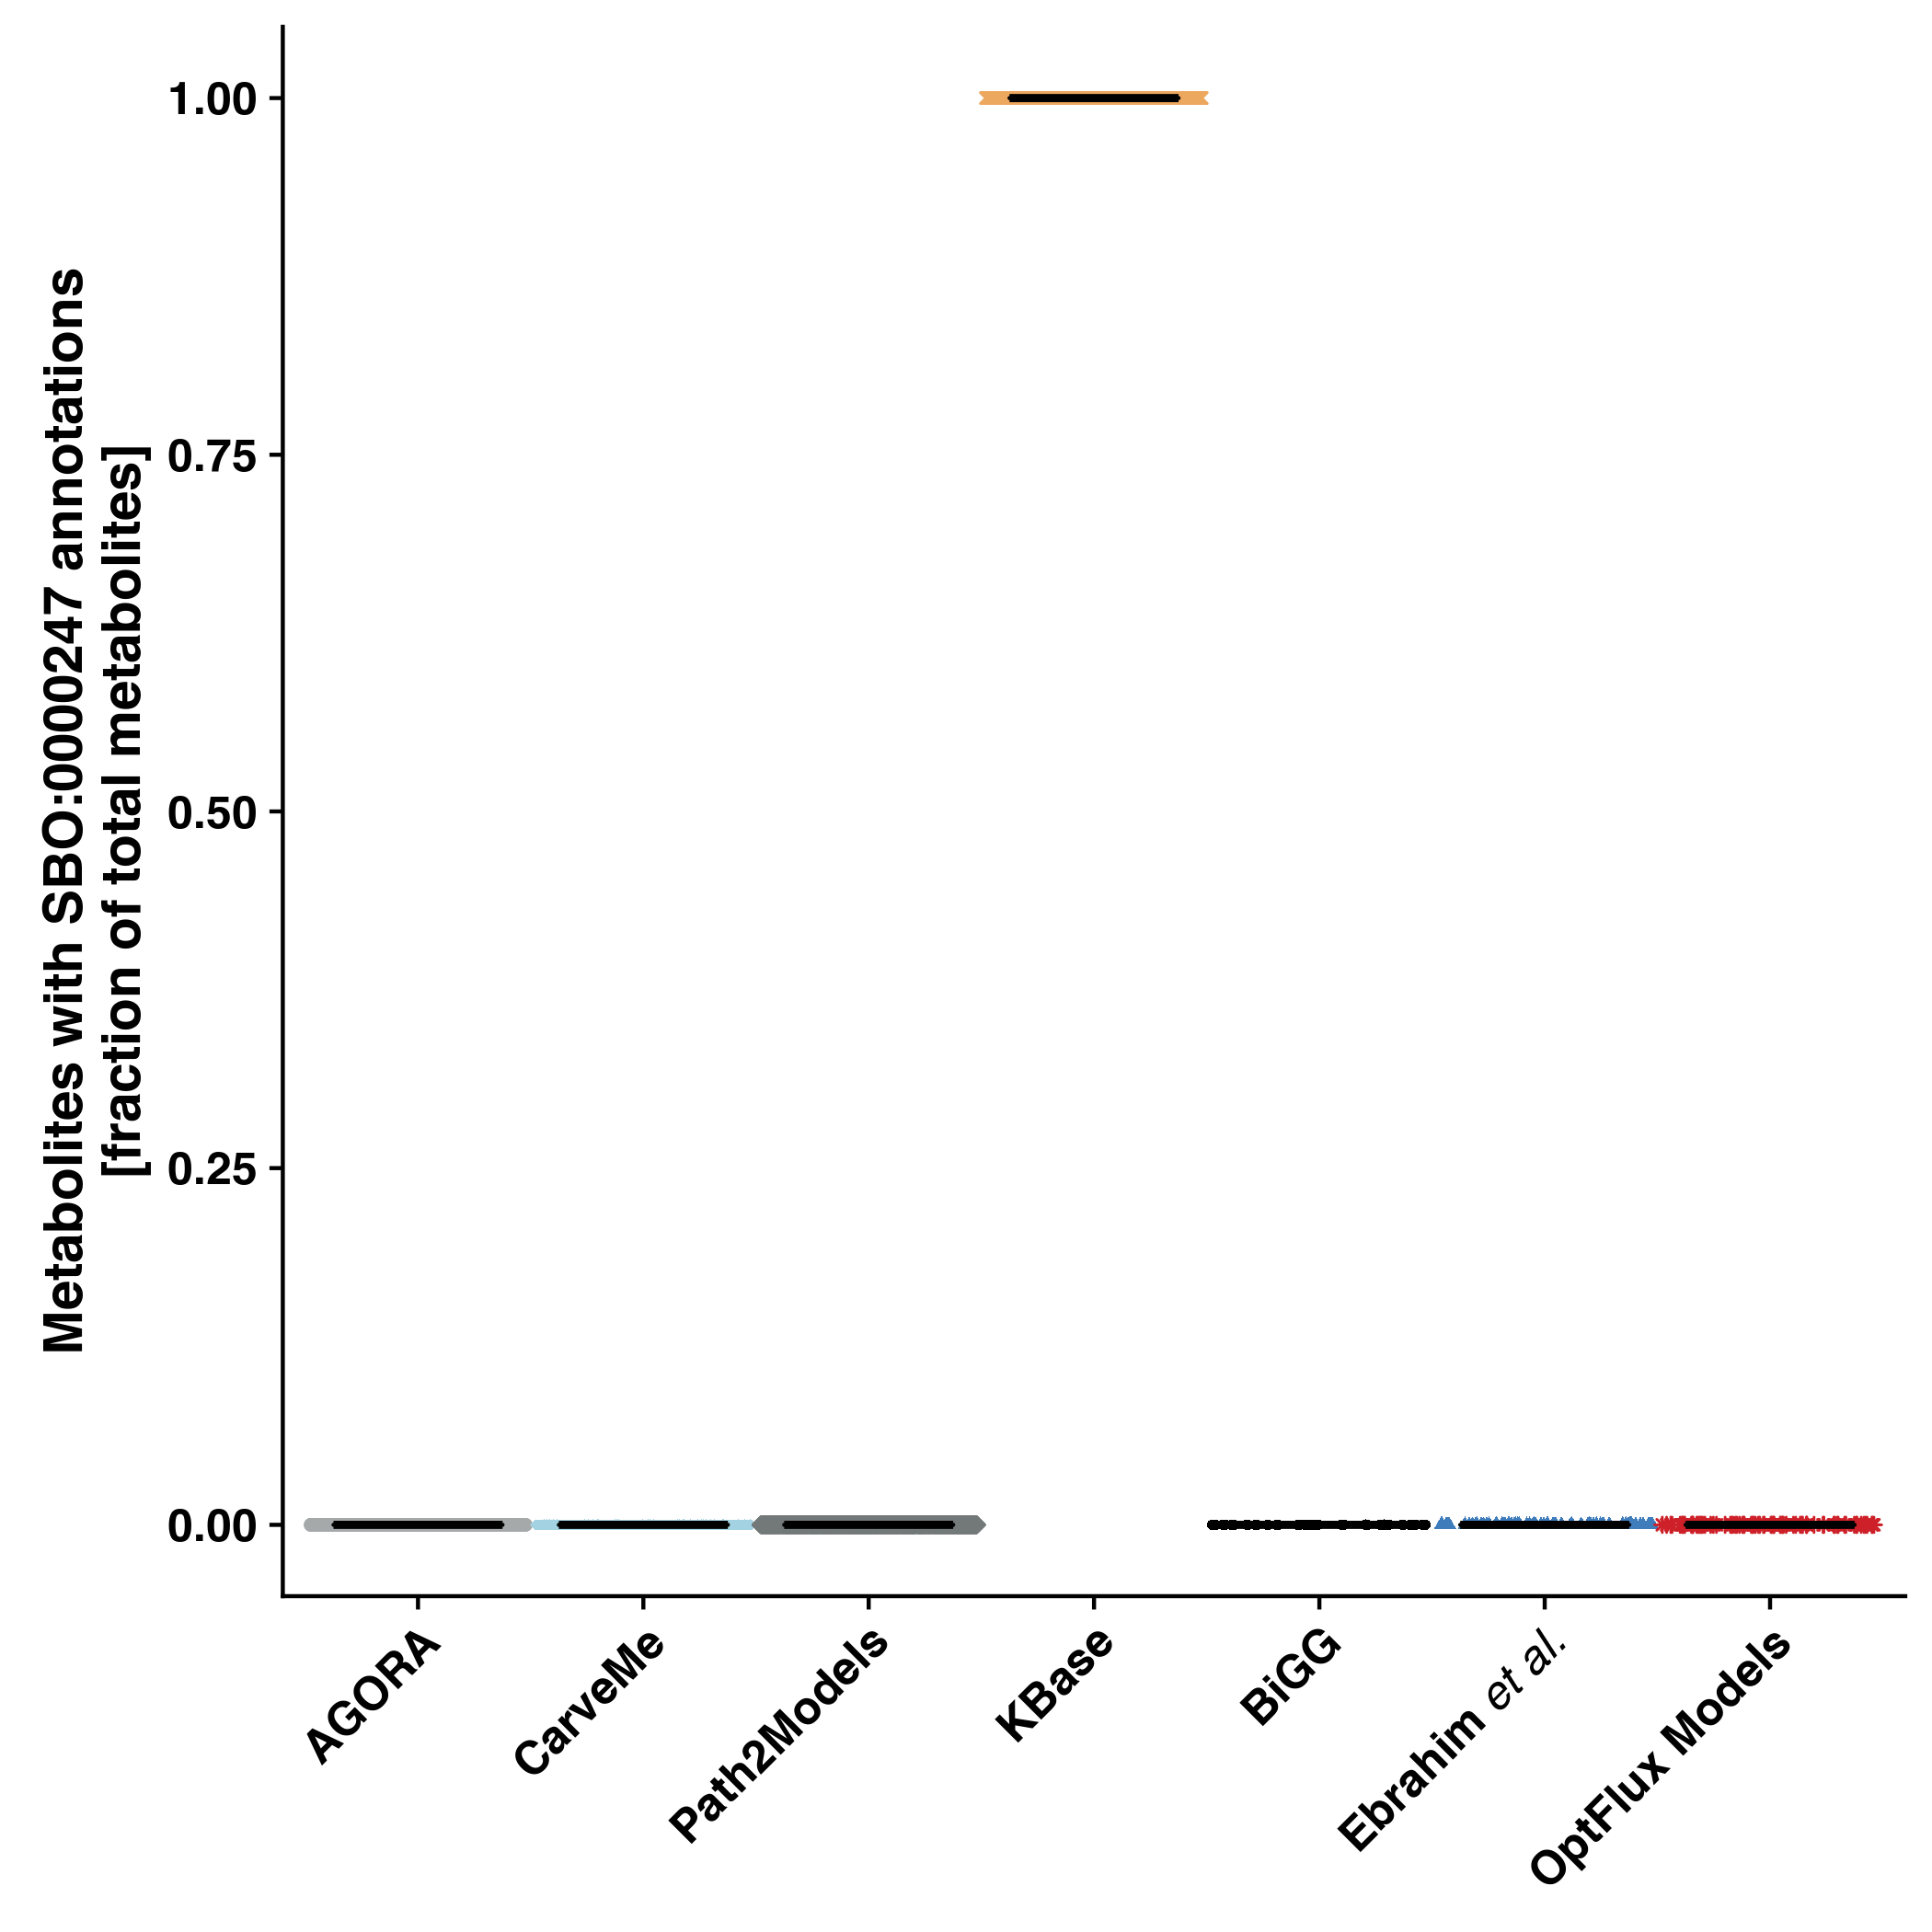 Metabolites with SBO:0000247 annotations
[fraction of total metabolites]
1.00
0.75
0.50
0.25
0.00
AGORA
CarveMe
Path2Models
KBase
BiGG
Ebrahim et al.
OptFlux Models